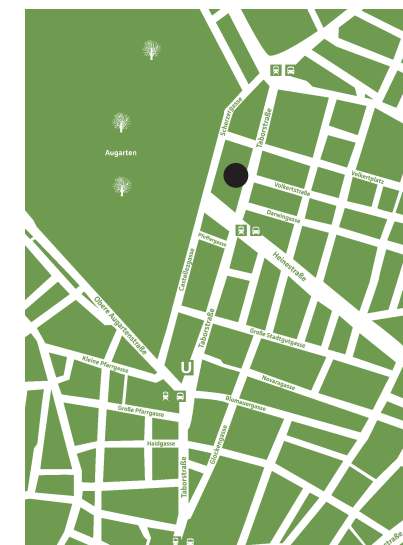 Scherzergasse
Taborstraße
Augarten
Volkertplatz
Volkertstraße
Darwingasse
Pfeffergasse
Castellezgasse
Heinestraße
Obere Augartenstraße
Taborstraße
Große Stadtgutgasse
Kleine Pfarrgasse
U
Novaragasse
Blumauergasse
Große Pfarrgasse
Haidgasse
Glockengasse
Taborstraße